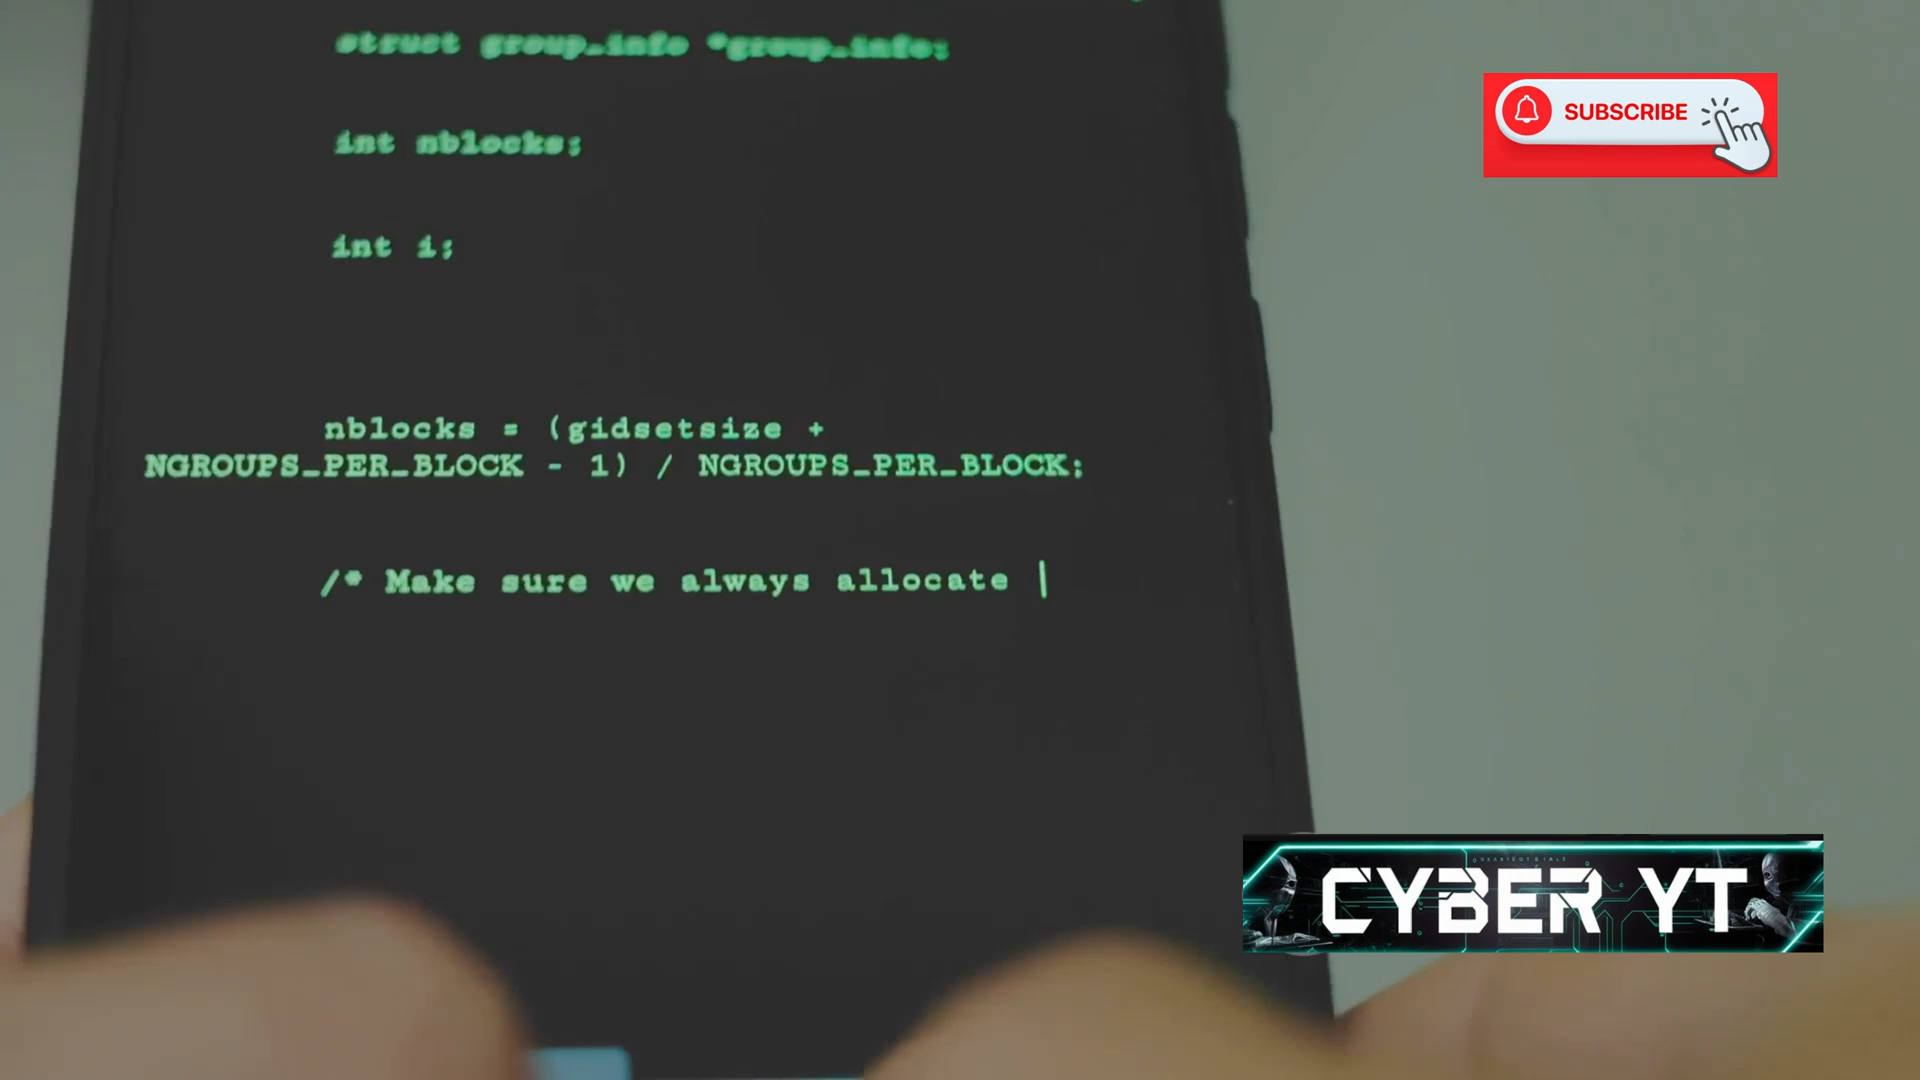 struct group_info *group_info;
int nblocks;
int i;
nblocks = (gidsetsize +
NGROUPS_PER_BLOCK - 1) / NGROUPS_PER_BLOCK;
/* Make sure we always allocate |
SUBSCRIBE
CYBER YT